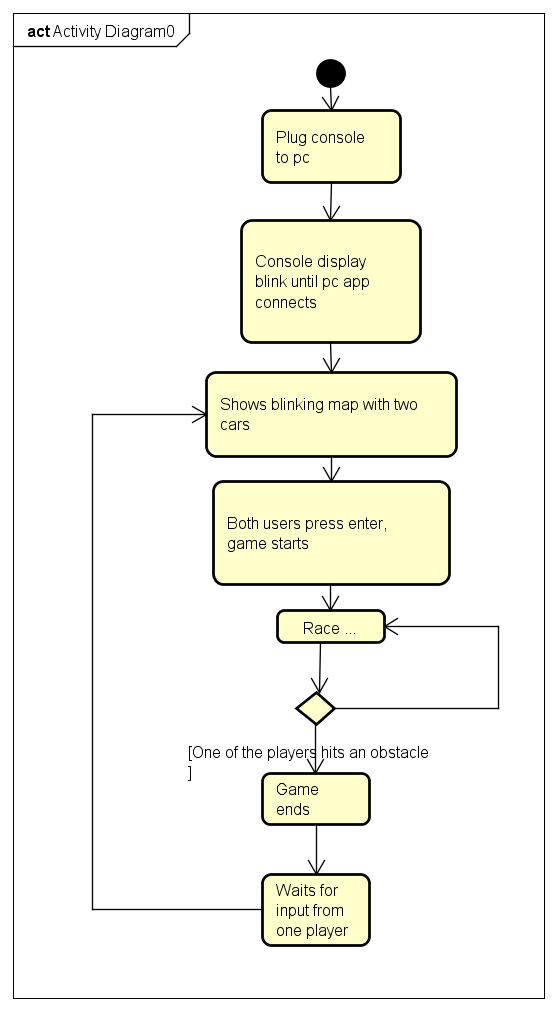 act Activity Diagram0
Plug console
to pc
Console display
blink until pc app
connects
Shows blinking map with two
cars
Both users press enter,
game starts
Race ...
[One of the players hits an obstacle
]
Game
ends
Waits for
input from
one player